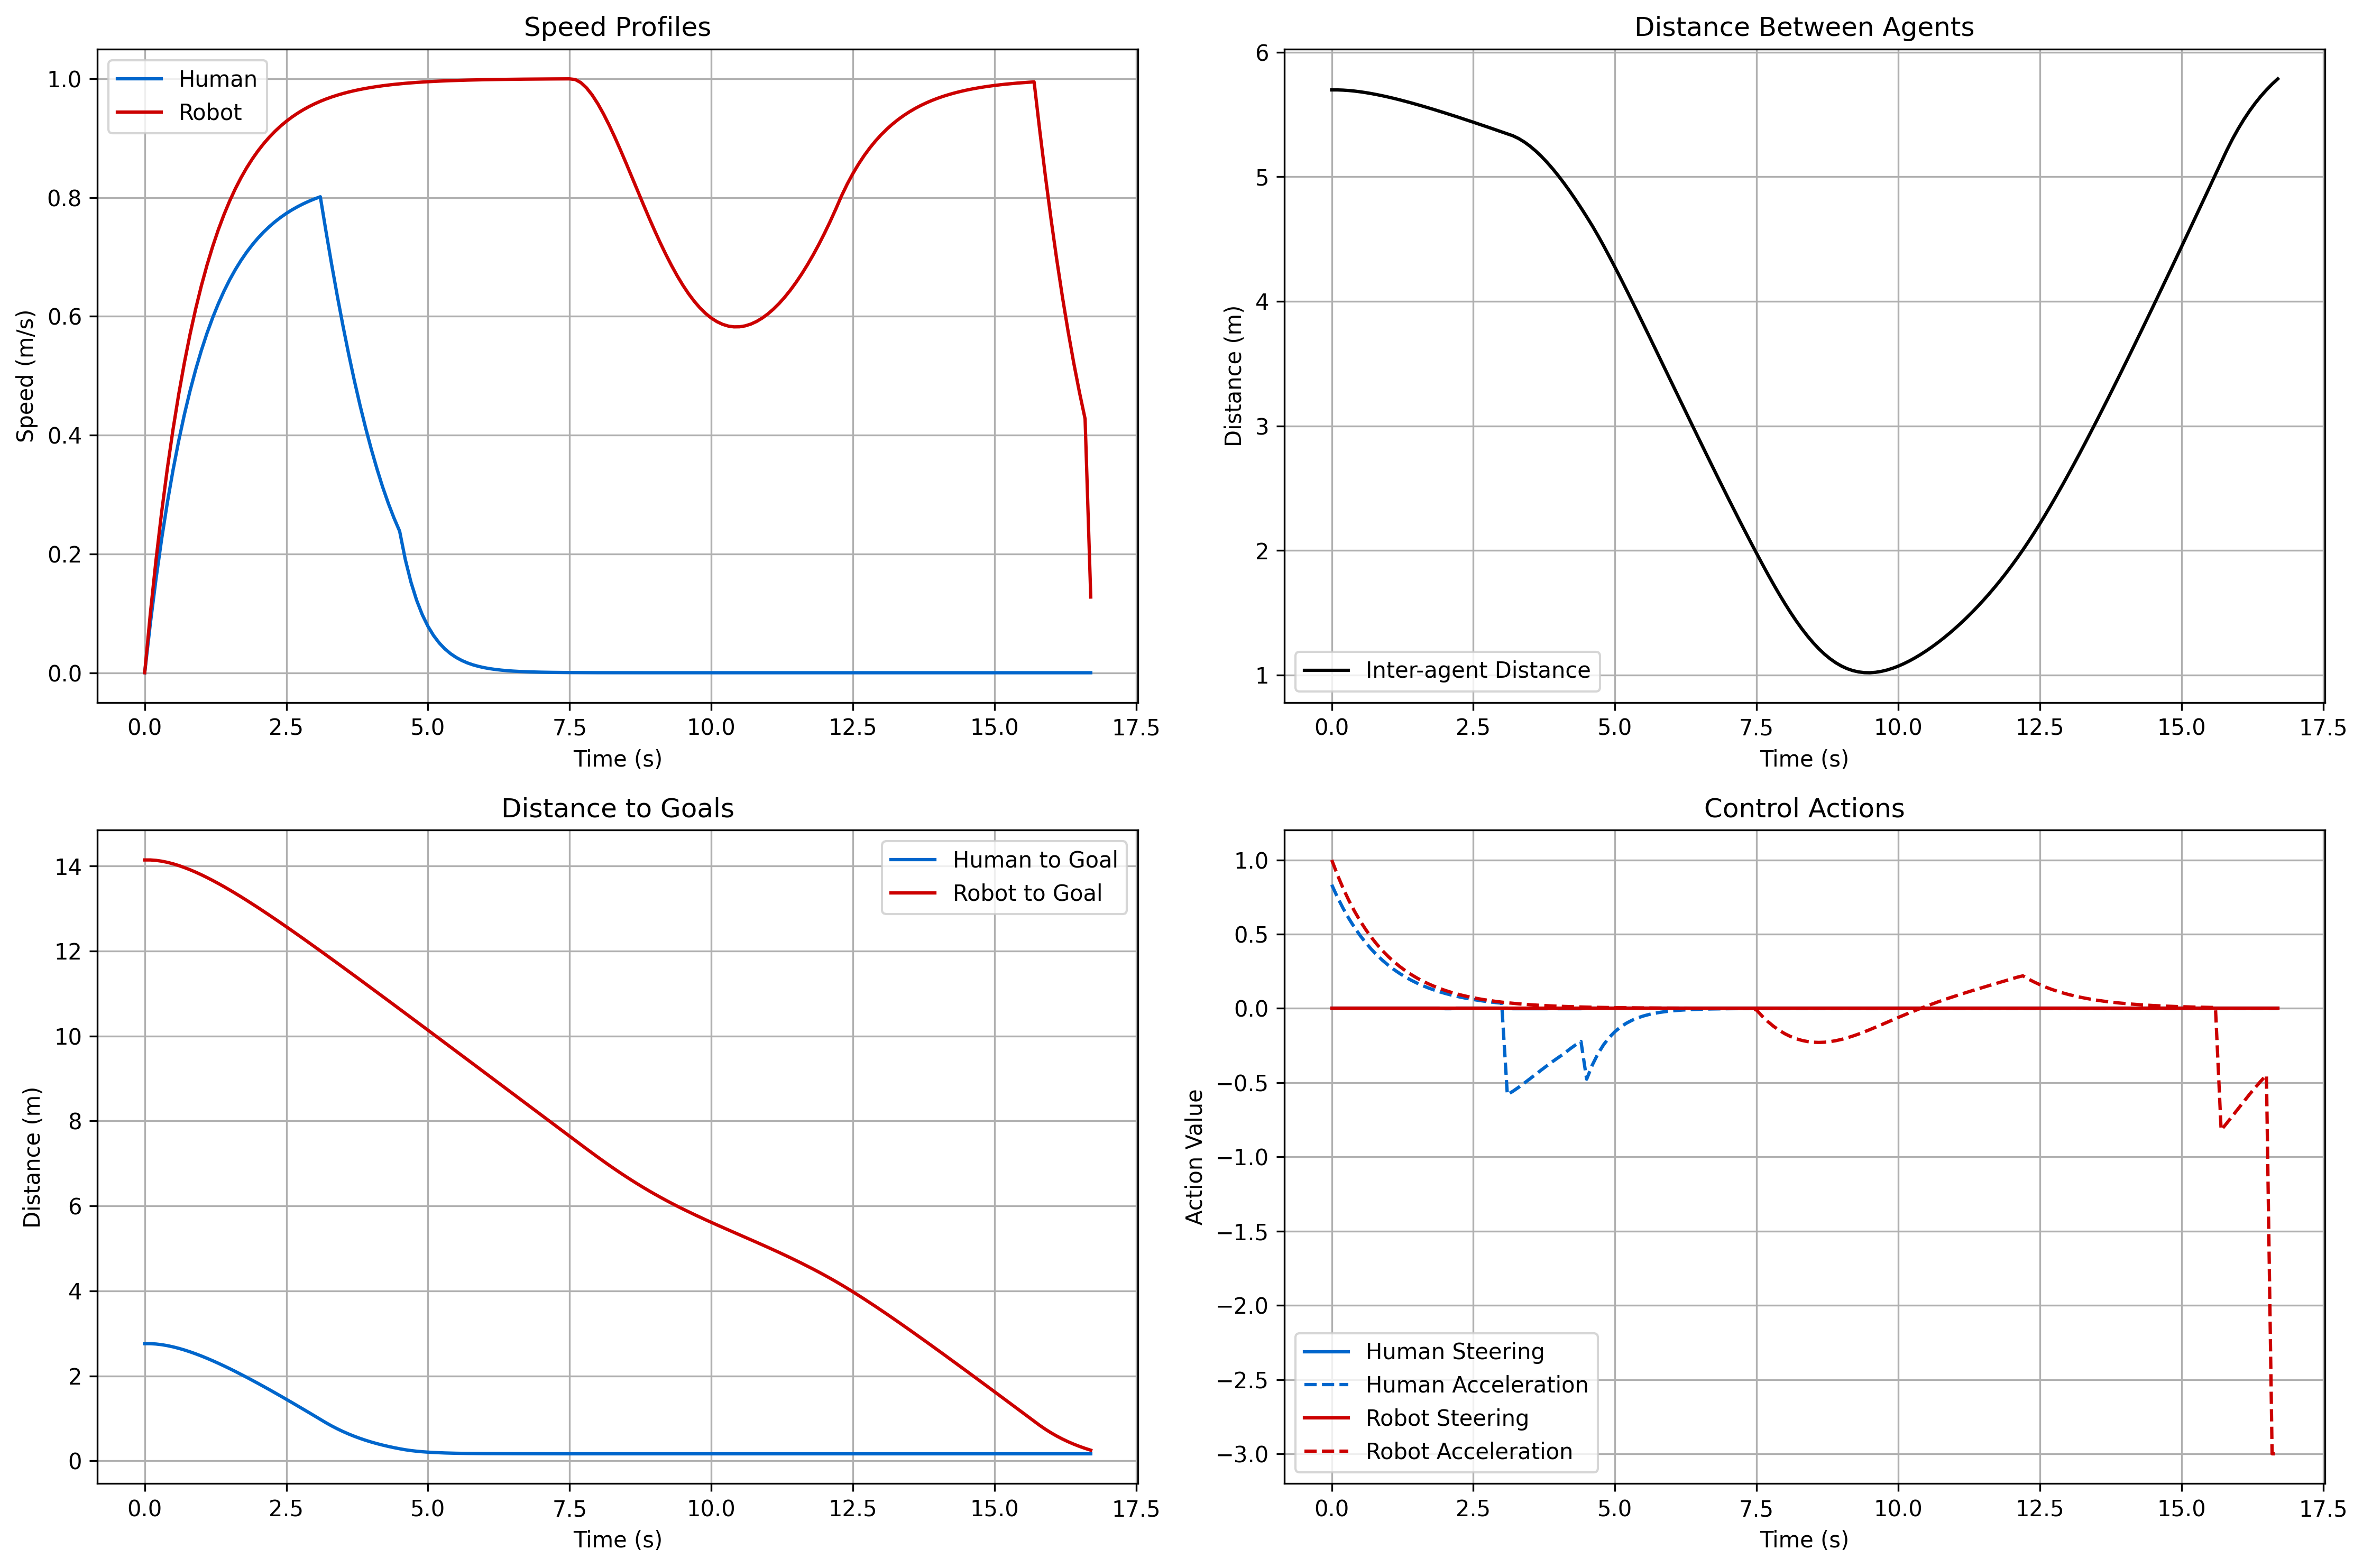 Speed Profiles
Human
Robot
1.0
0.8
0.6
0.4
0.2
0.0
Speed (m/s)
0.0 2.5 5.0 7.5 10.0 12.5 15.0 17.5
Time (s)
Distance Between Agents
6
5
4
3
2
1
Distance (m)
Inter-agent Distance
0.0 2.5 5.0 7.5 10.0 12.5 15.0 17.5
Time (s)
Distance to Goals
Human to Goal
Robot to Goal
14
12
10
8
6
4
2
0
Distance (m)
0.0 2.5 5.0 7.5 10.0 12.5 15.0 17.5
Time (s)
Control Actions
1.0
0.5
0.0
−0.5
−1.0
−1.5
−2.0
−2.5
−3.0
Action Value
Human Steering
Human Acceleration
Robot Steering
Robot Acceleration
0.0 2.5 5.0 7.5 10.0 12.5 15.0 17.5
Time (s)